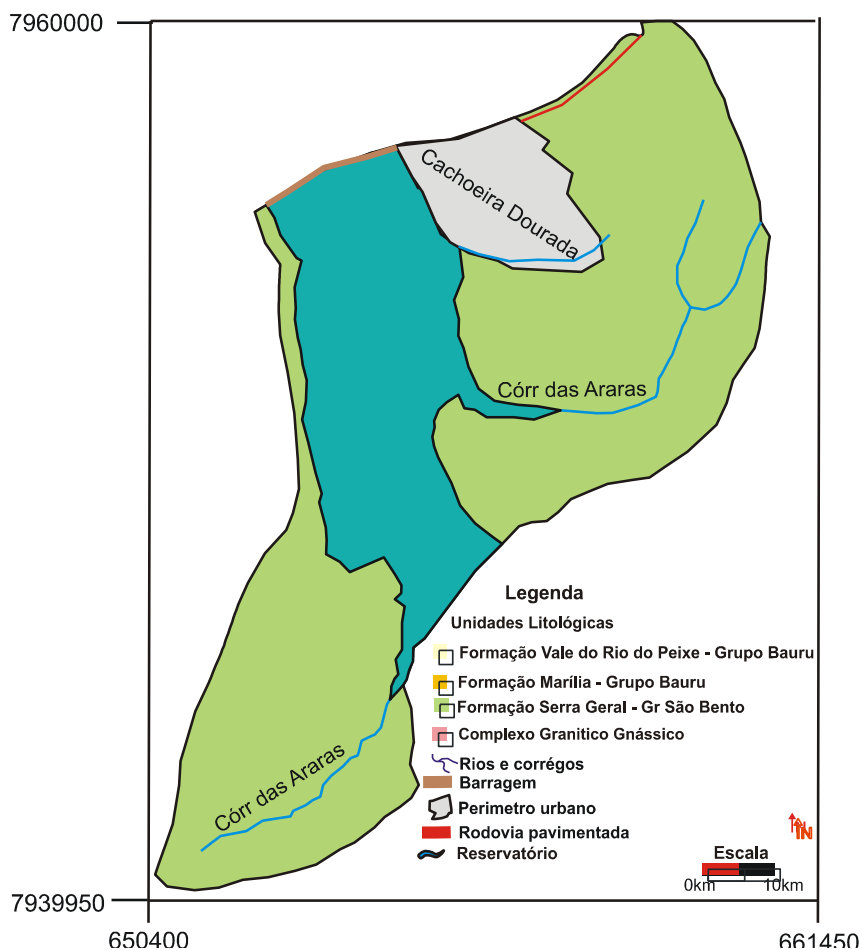 7960000
Cachoeira Dourada
Córr das Araras
Legenda
Unidades Litológicas
Formação Vale do Rio do Peixe - Grupo Bauru
Formação Marília - Grupo Bauru
Formação Serra Geral - Gr São Bento
Complexo Granitico Gnássico
Rios e corrégos
Barragem
Perimetro urbano
Rodovia pavimentada
Reservatório
Córr das Araras
N
Escala
0km 10km
7939950
650400 661450